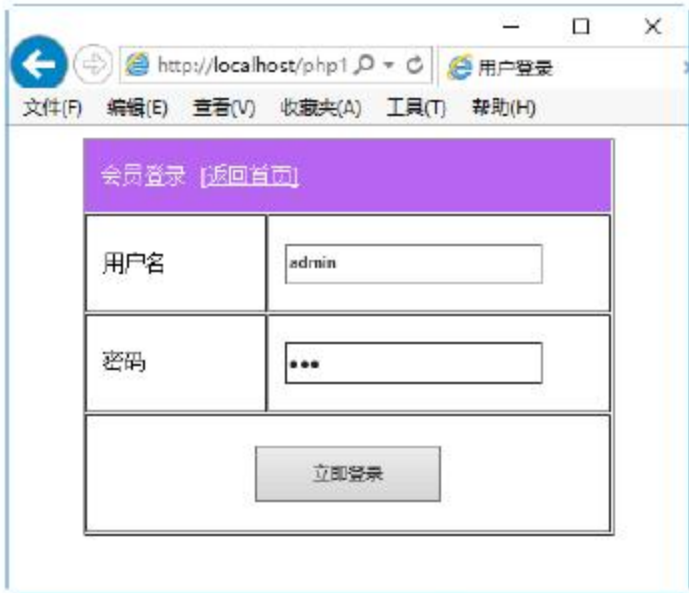 http://localhost/php1 用户登录
文件(F) 编辑(E) 查看(V) 收藏夹(A) 工具(T) 帮助(H)
会员登录 [返回首页]
用户名 admin
密码 •••
立即登录